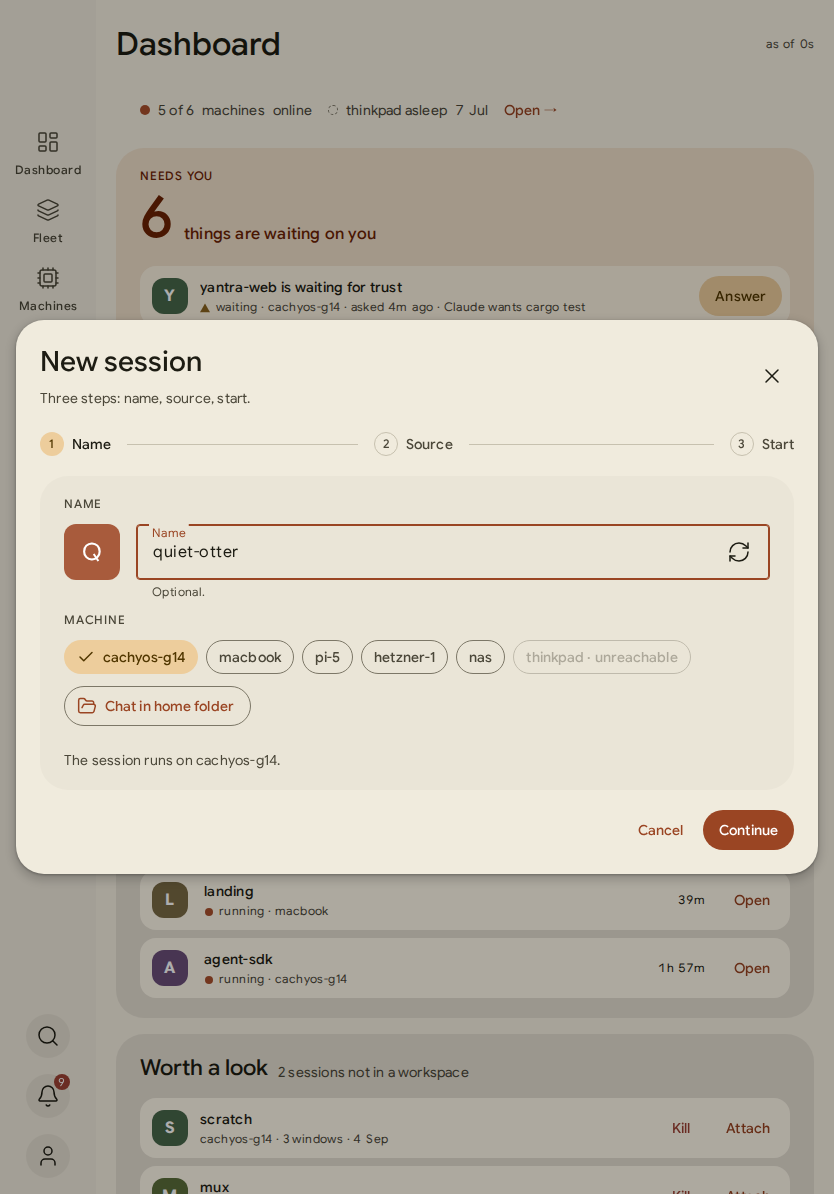 Dashboard
as of 0s
5 of 6 machines online
thinkpad asleep 7 Jul
Open →
Dashboard
Fleet
Machines
NEEDS YOU
6 things are waiting on you
Y
yantra-web is waiting for trust
waiting · cachyos-g14 · asked 4m ago · Claude wants cargo test
Answer
New session
Three steps: name, source, start.
1 Name
2 Source
3 Start
NAME
Q
Name
quiet-otter
Optional.
MACHINE
cachyos-g14
macbook
pi-5
hetzner-1
nas
thinkpad · unreachable
Chat in home folder
The session runs on cachyos-g14.
Cancel
Continue
L
landing
running · macbook
39m
Open
A
agent-sdk
running · cachyos-g14
1h 57m
Open
9
Worth a look 2 sessions not in a workspace
S
scratch
cachyos-g14 · 3 windows · 4 Sep
Kill
Attach
M
mux
Kill
Attach